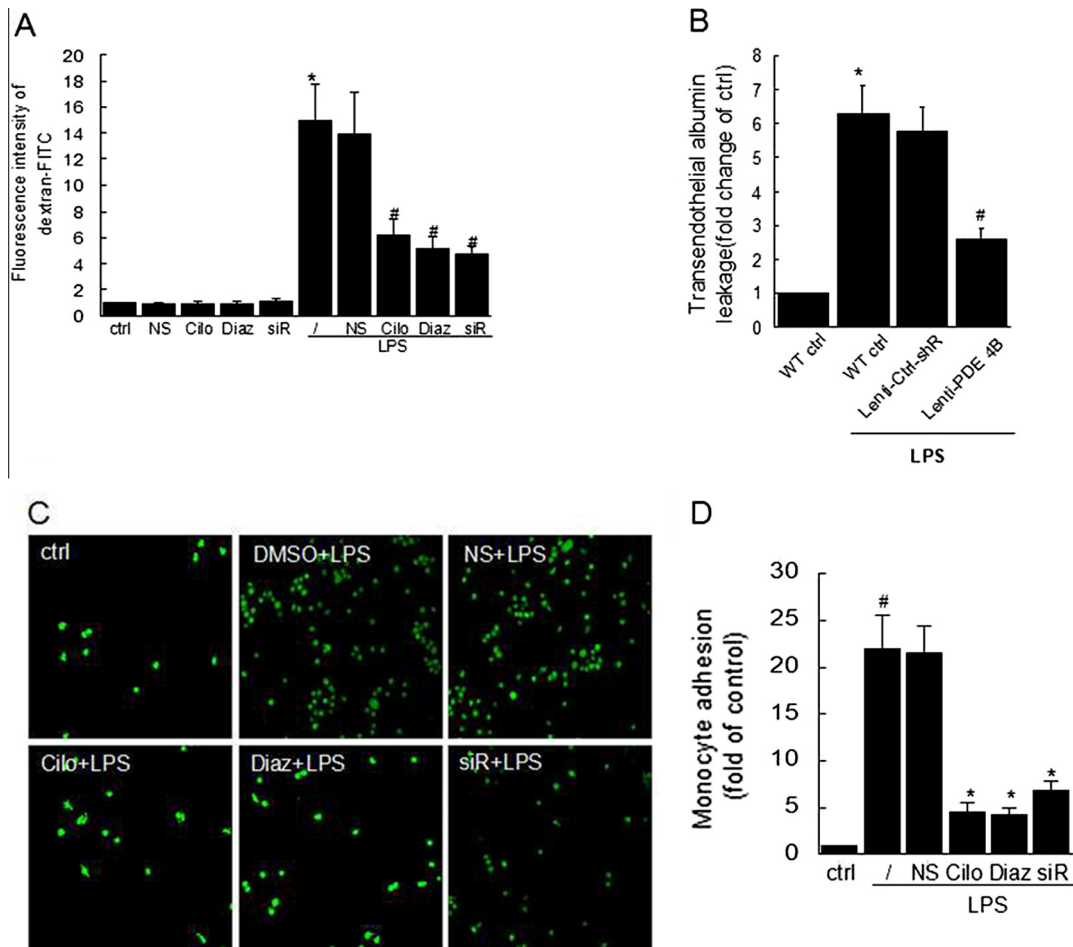 A
Fluorescence intensity of
dextran-FITC
20
18
16
14
12
10
8
6
4
2
0
*
#
#
#
ctrl NS Cilo Diaz siR / NS Cilo Diaz siR
LPS
B
Transendothelial albumin
leakage(fold change of ctrl)
8
7
6
5
4
3
2
1
0
*
#
WT ctrl
WT ctrl
Lenti-Ctrl-shR
Lenti-PDE 4B
LPS
C
ctrl
DMSO+LPS
NS+LPS
Cilo+LPS
Diaz+LPS
siR+LPS
D
Monocyte adhesion
(fold of control)
30
25
20
15
10
5
0
#
*
*
*
ctrl / NS Cilo Diaz siR
LPS